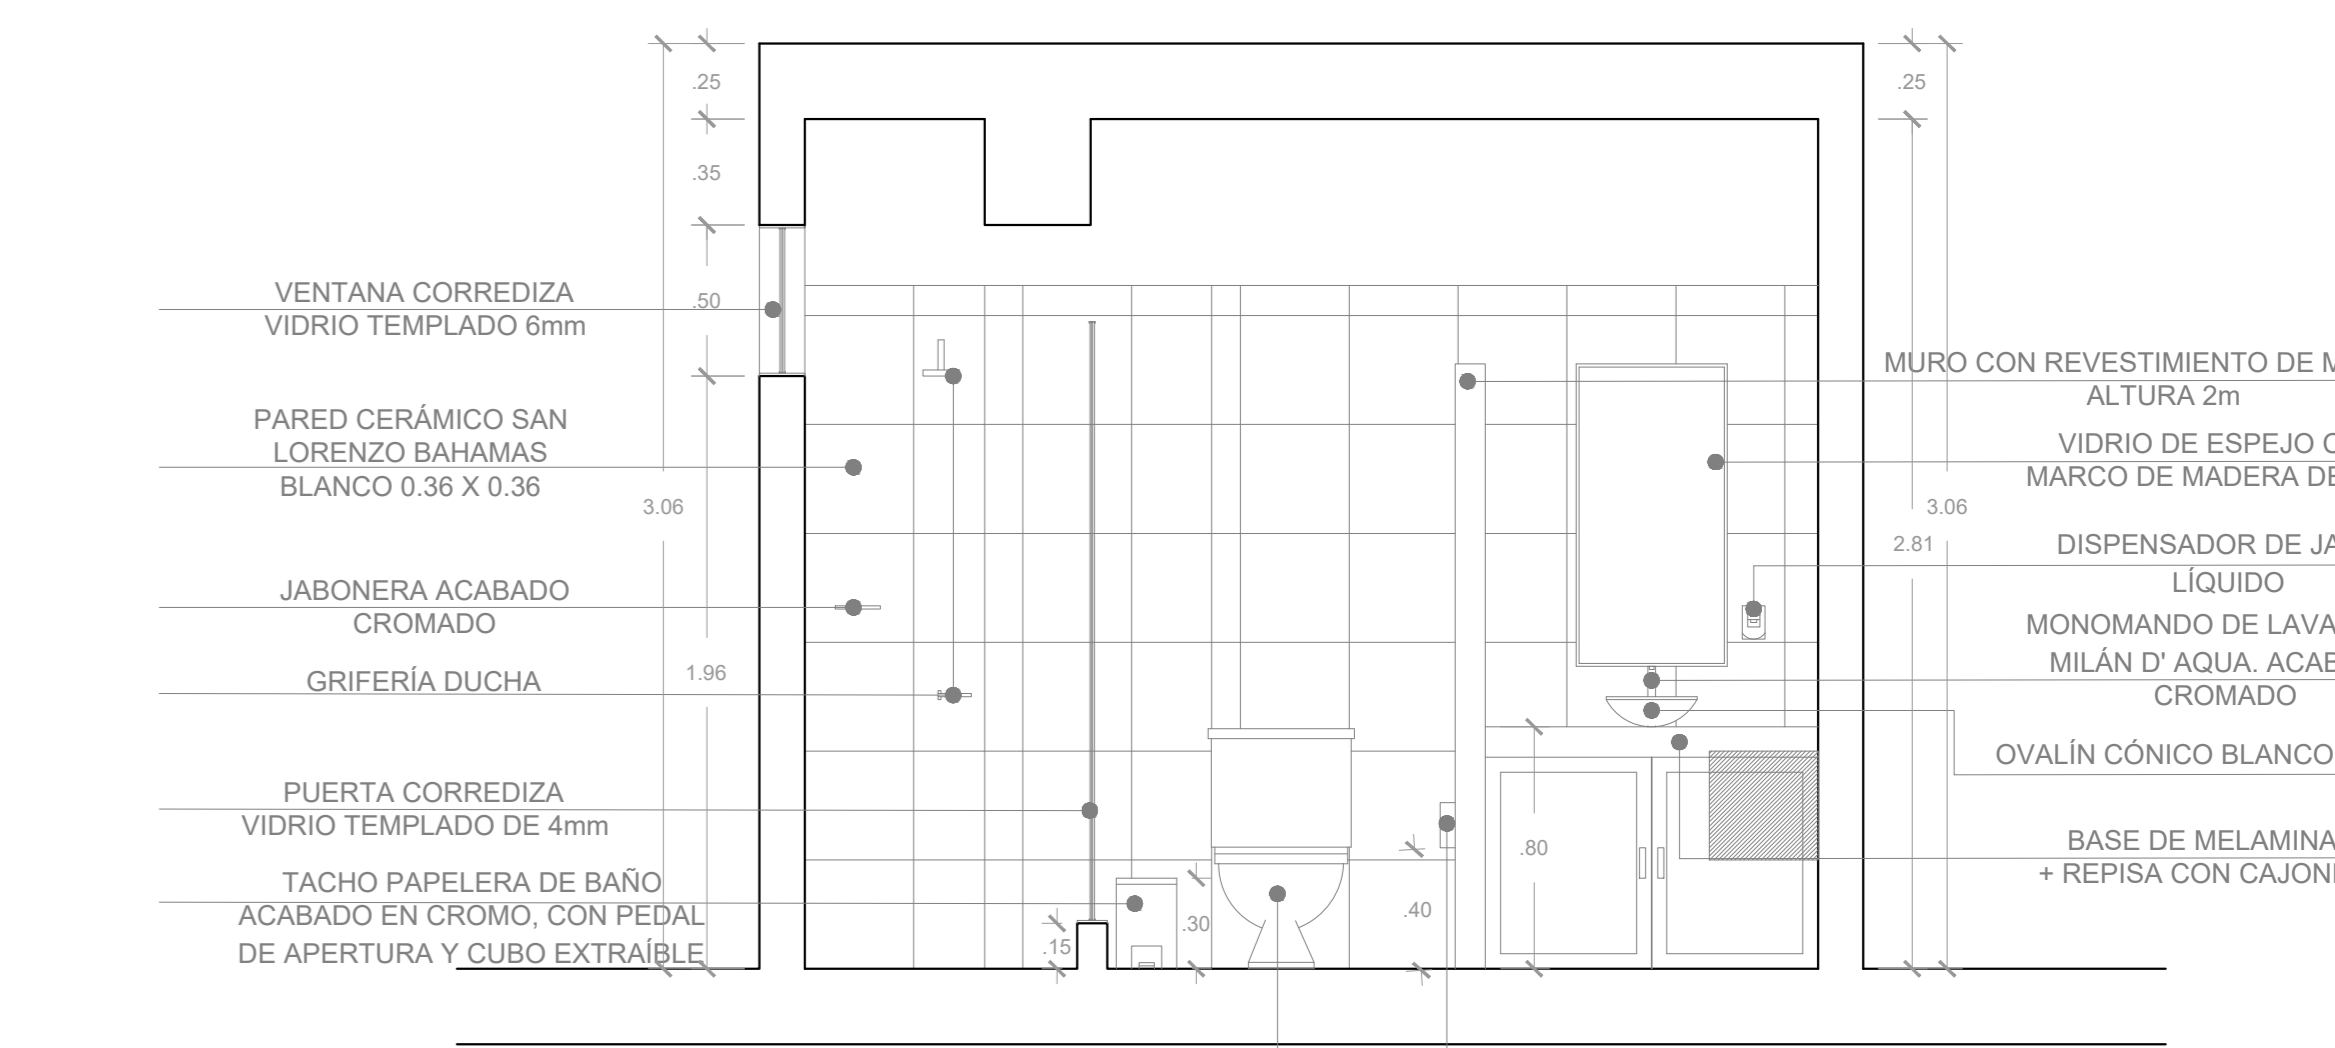 .25
.25
.35
VENTANA CORREDIZA
VIDRIO TEMPLADO 6mm
.50
MURO CON REVESTIMIENTO DE M
ALTURA 2m
PARED CERÁMICO SAN
LORENZO BAHAMAS
BLANCO 0.36 X 0.36
VIDRIO DE ESPEJO
MARCO DE MADERA DE
3.06
3.06
2.81
DISPENSADOR DE JA
LÍQUIDO
JABONERA ACABADO
CROMADO
MONOMANDO DE LAVA
MILÁN D' AQUA. ACAB
CROMADO
GRIFERÍA DUCHA
1.96
OVALÍN CÓNICO BLANCO
PUERTA CORREDIZA
VIDRIO TEMPLADO DE 4mm
.80
BASE DE MELAMINA
+ REPISA CON CAJON
TACHO PAPELERA DE BAÑO
ACABADO EN CROMO, CON PEDAL
DE APERTURA Y CUBO EXTRAÍBLE
.15
.30
.40